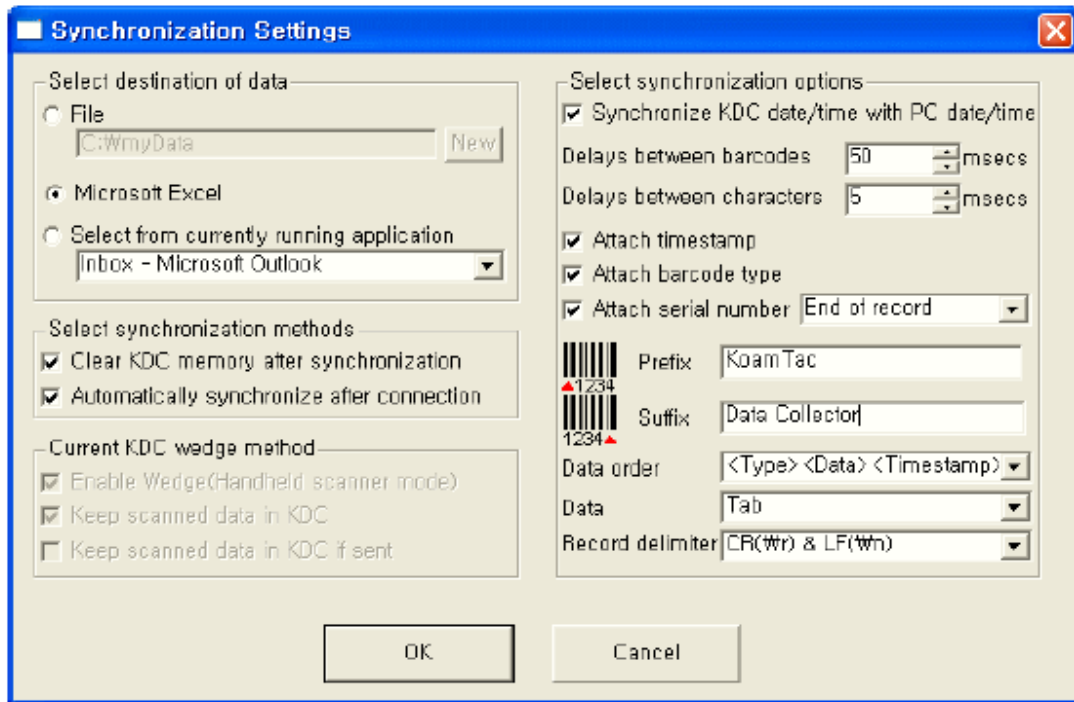 Synchronization Settings
Select destination of data
File
C:₩myData New
Microsoft Excel
Select from currently running application
Inbox - Microsoft Outlook
Select synchronization methods
Clear KDC memory after synchronization
Automatically synchronize after connection
Current KDC wedge method
Enable Wedge(Handheld scanner mode)
Keep scanned data in KDC
Keep scanned data in KDC if sent
Select synchronization options
Synchronize KDC date/time with PC date/time
Delays between barcodes 50 msecs
Delays between characters 5 msecs
Attach timestamp
Attach barcode type
Attach serial number End of record
1234 Prefix KoamTac
1234 Suffix Data Collector
Data order <Type> <Data> <Timestamp>
Data Tab
Record delimiter CR(₩r) & LF(₩n)
OK Cancel